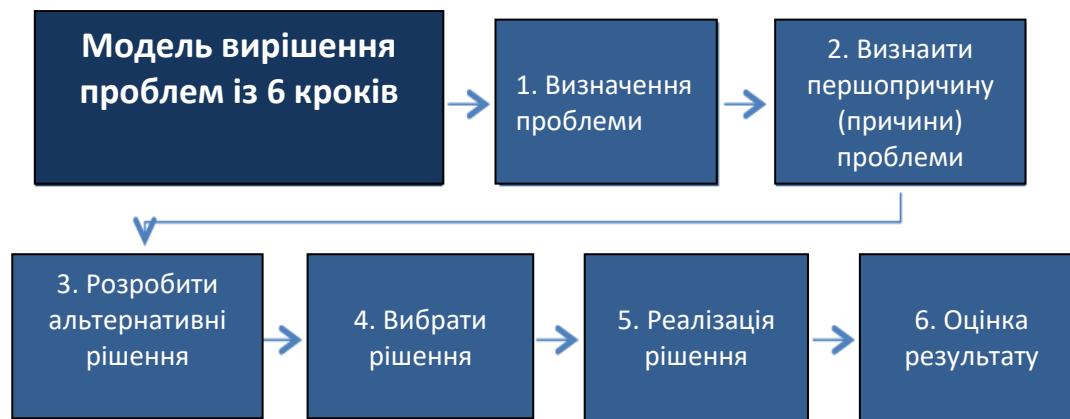 Модель вирішення
проблем із 6 кроків
1. Визначення
проблеми
2. Визнаити
першопричину
(причини)
проблеми
3. Розробити
альтернативні
рішення
4. Вибрати
рішення
5. Реалізація
рішення
6. Оцінка
результату